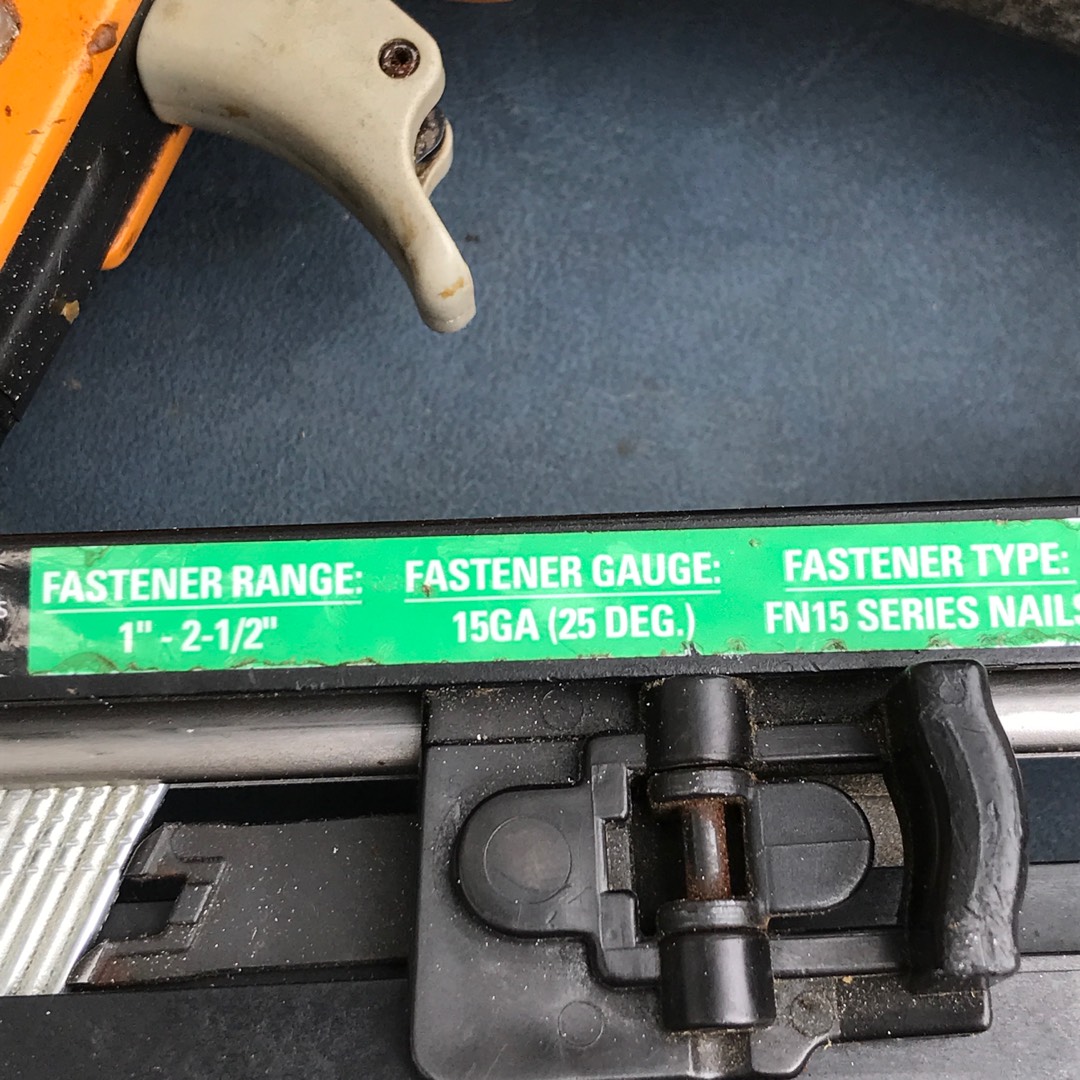 FASTENER RANGE: FASTENER GAUGE: FASTENER TYPE:
1" - 2-1/2" 15GA (25 DEG.) FN15 SERIES NAILS